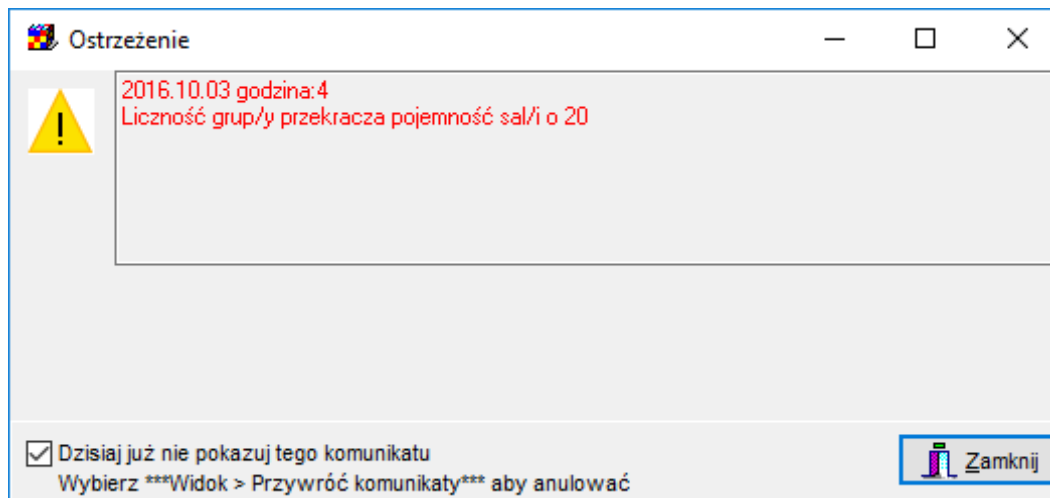 Ostrzeżenie
2016.10.03 godzina:4
Liczność grup/y przekracza pojemność sal/i o 20
Dzisiaj już nie pokazuj tego komunikatu
Wybierz ***Widok > Przywróć komunikaty*** aby anulować
Zamknij